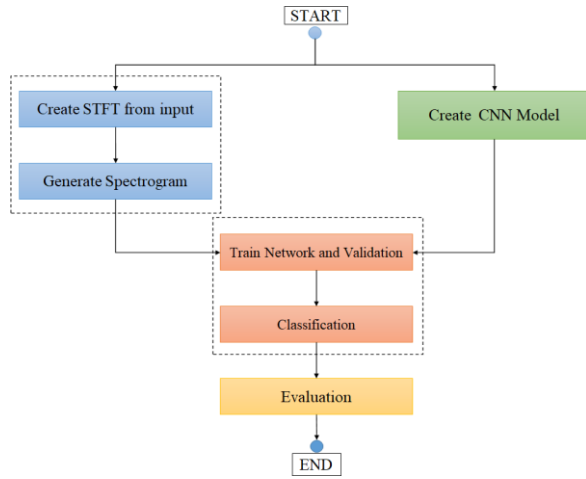 START
Create STFT from input
Create CNN Model
Generate Spectrogram
Train Network and Validation
Classification
Evaluation
END